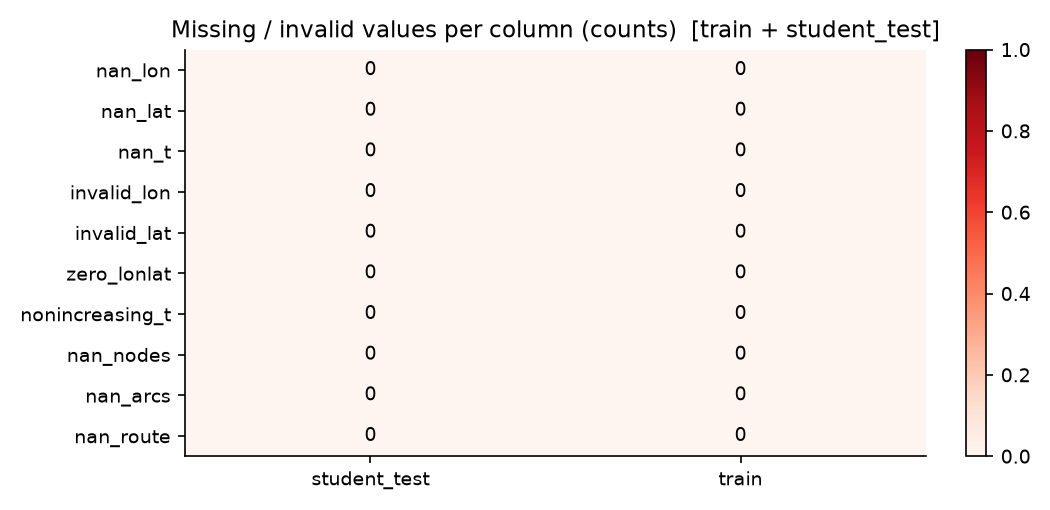 Missing / invalid values per column (counts)  [train + student_test]
nan_lon 0 0
nan_lat 0 0
nan_t 0 0
invalid_lon 0 0
invalid_lat 0 0
zero_lonlat 0 0
nonincreasing_t 0 0
nan_nodes 0 0
nan_arcs 0 0
nan_route 0 0
student_test train
1.0
0.8
0.6
0.4
0.2
0.0